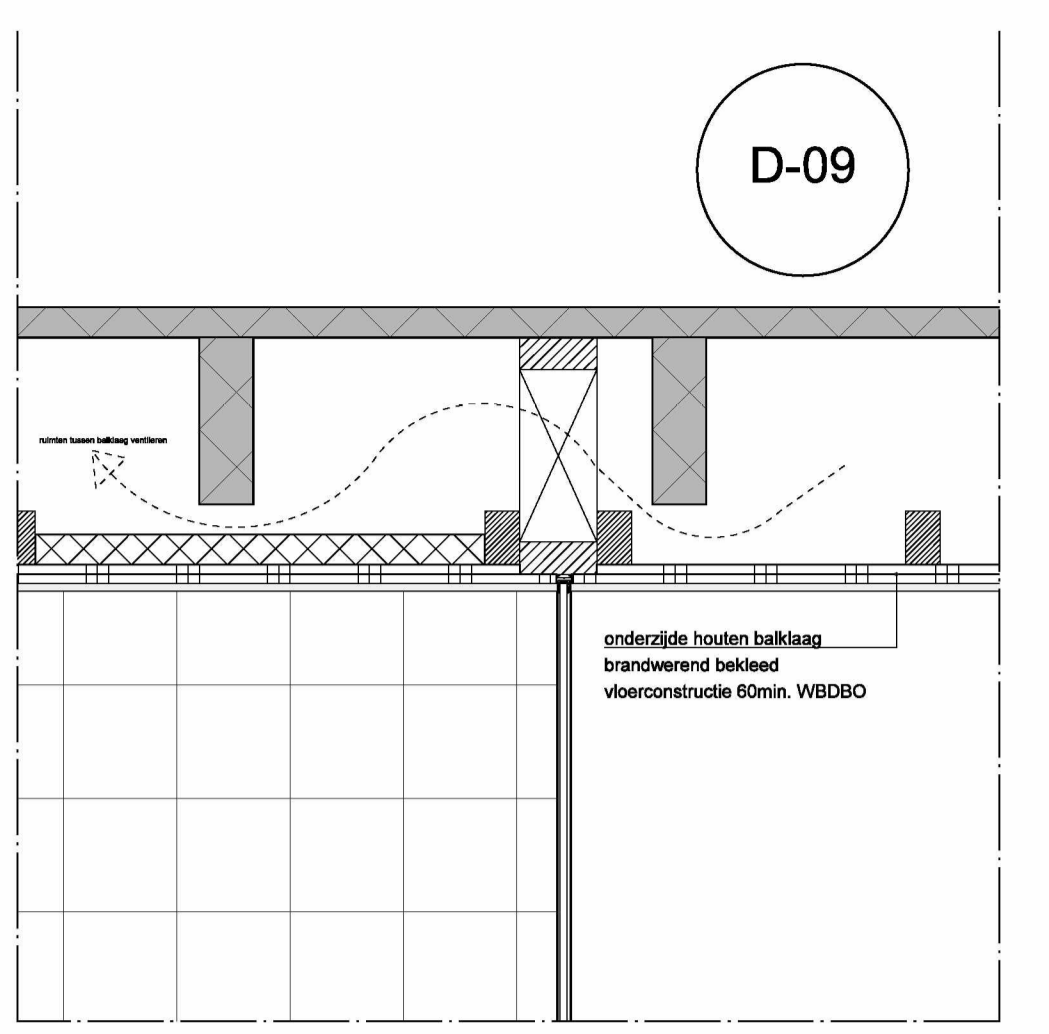 D-09
ruimten tussen balklaag ventileren
onderzijde houten balklaag
brandwerend bekleed
vloerconstructie 60min. WBDBO